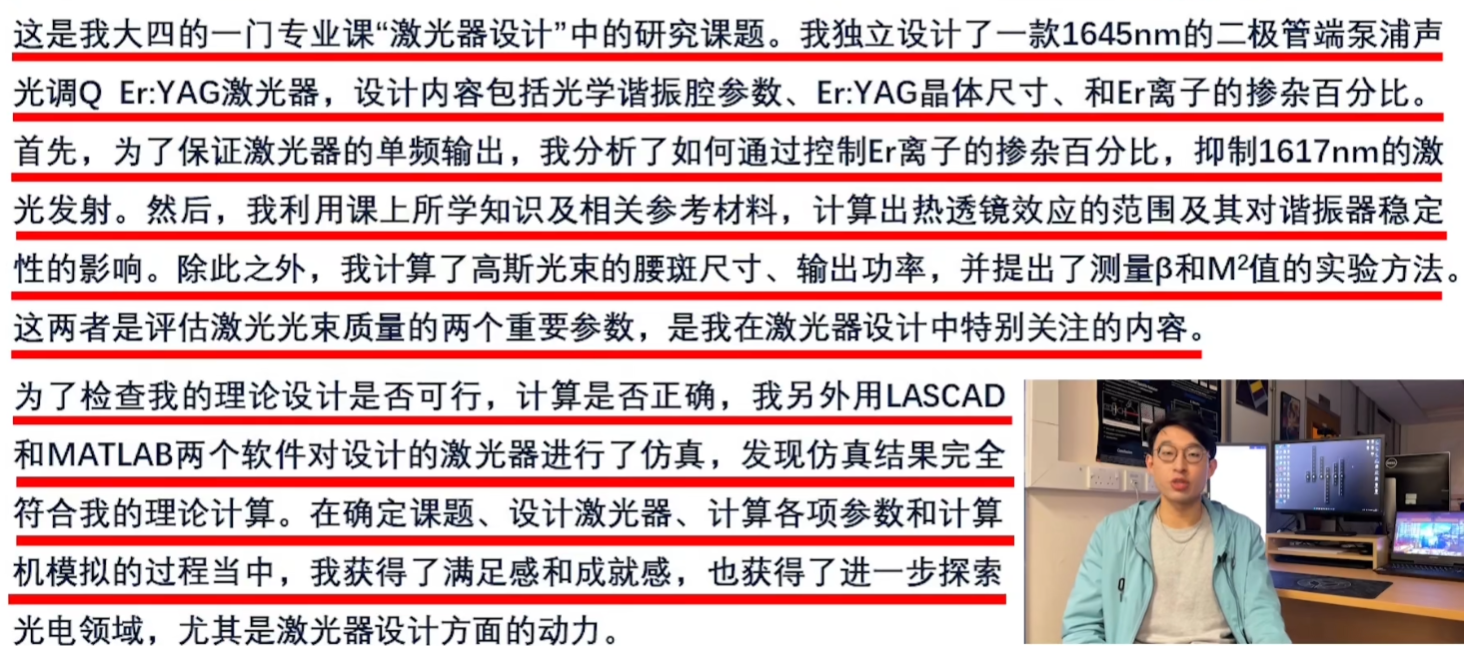 这是我大四的一门专业课“激光器设计”中的研究课题。我独立设计了一款1645nm的二极管端泵浦声
光调Q Er:YAG激光器，设计内容包括光学谐振腔参数、Er:YAG晶体尺寸、和Er离子的掺杂百分比。
首先，为了保证激光器的单频输出，我分析了如何通过控制Er离子的掺杂百分比，抑制1617nm的激
光发射。然后，我利用课上所学知识及相关参考材料，计算出热透镜效应的范围及其对谐振器稳定
性的影响。除此之外，我计算了高斯光束的腰斑尺寸、输出功率，并提出了测量β和M²值的实验方法。
这两者是评估激光光束质量的两个重要参数，是我在激光器设计中特别关注的内容。
为了检查我的理论设计是否可行，计算是否正确，我另外用LASCAD
和MATLAB两个软件对设计的激光器进行了仿真，发现仿真结果完全
符合我的理论计算。在确定课题、设计激光器、计算各项参数和计算
机模拟的过程当中，我获得了满足感和成就感，也获得了进一步探索
光电领域，尤其是激光器设计方面的动力。